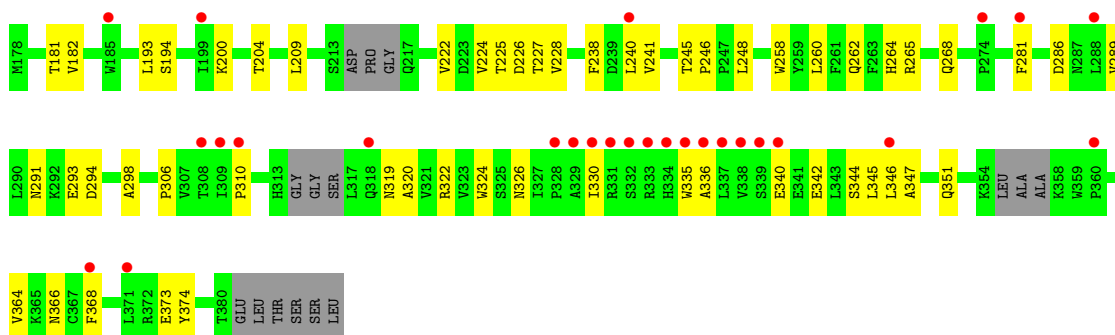 M178 T181 V182 W185 L193 S194 I199 K200 T204 L209 S213 ASP PRO GLY Q217 V222 D223 V224 T225 D226 T227 V228 F238 D239 L240 V241 T245 P246 P247 L248 W258 Y259 L260 F261 Q262 F263 H264 R265 Q268 P274 F281 D286 N287 L288
L290 N291 K292 E293 D294 A298 P306 V307 T308 I309 P310 H313 GLY GLY SER L317 Q318 N319 A320 V321 R322 V323 W324 S325 N326 I327 P328 A329 I330 R331 S332 R333 H334 W335 A336 L337 V338 S339 E340 E341 E342 L343 S344 L345 L346 A347 Q351 K354 LEU ALA ALA K358 W359 P360
V364 K365 N366 C367 F368 L371 R372 E373 Y374 T380 GLU LEU THR SER SER LEU